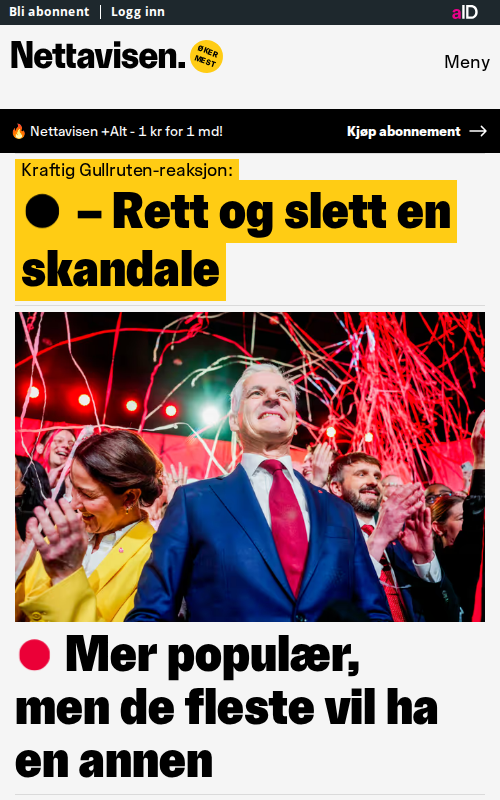 Bli abonnent | Logg inn
aID
Nettavisen.
ØKER
MEST
Meny
🔥 Nettavisen +Alt - 1 kr for 1 md!
Kjøp abonnement →
Kraftig Gullruten-reaksjon:
● – Rett og slett en
skandale
● Mer populær,
men de fleste vil ha
en annen